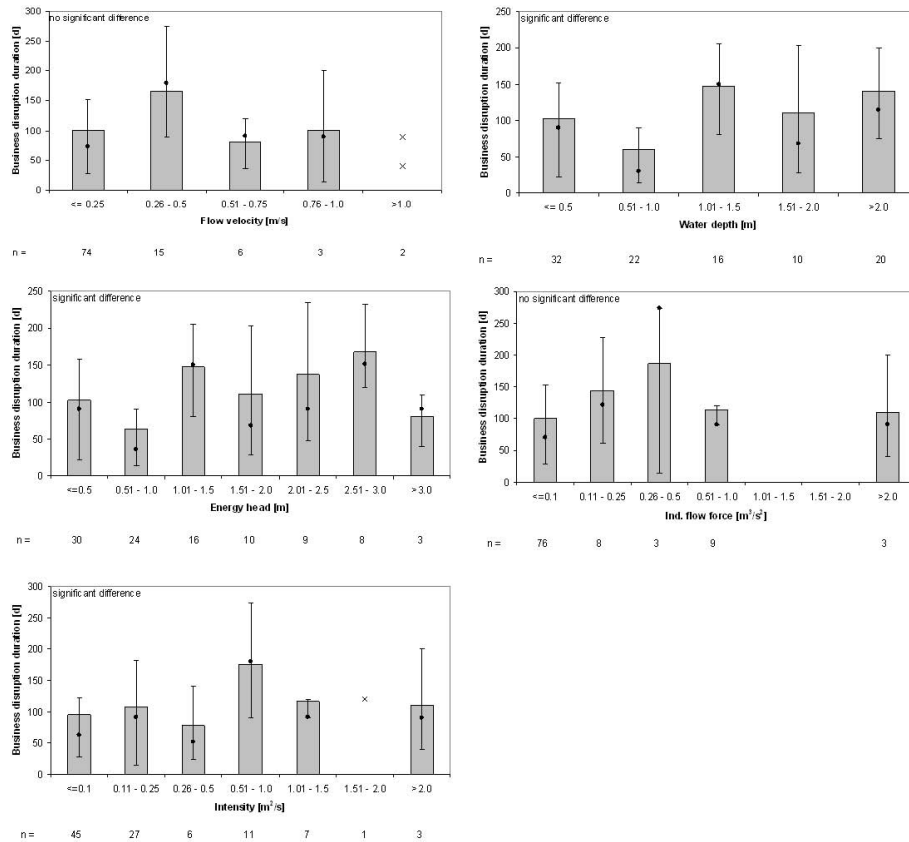 no significant difference
300
250
200
150
100
50
0
Business disruption duration [d]
<= 0.25 0.26 - 0.5 0.51 - 0.75 0.76 - 1.0 >1.0
Flow velocity [m/s]
n = 74 15 6 3 2
significant difference
250
200
150
100
50
0
Business disruption duration [d]
<= 0.5 0.51 - 1.0 1.01 - 1.5 1.51 - 2.0 >2.0
Water depth [m]
n = 32 22 16 10 20
significant difference
250
200
150
100
50
0
Business disruption duration [d]
<=0.5 0.51 - 1.0 1.01 - 1.5 1.51 - 2.0 2.01 - 2.5 2.51 - 3.0 >3.0
Energy head [m]
n = 30 24 16 10 9 8 3
no significant difference
300
250
200
150
100
50
0
Business disruption duration [d]
<=0.1 0.11 - 0.25 0.26 - 0.5 0.51 - 1.0 1.01 - 1.5 1.51 - 2.0 >2.0
Ind. flow force [m³/s²]
n = 76 8 3 9 3
significant difference
300
250
200
150
100
50
0
Business disruption duration [d]
<=0.1 0.11 - 0.25 0.26 - 0.5 0.51 - 1.0 1.01 - 1.5 1.51 - 2.0 >2.0
Intensity [m²/s]
n = 45 27 6 11 7 1 3